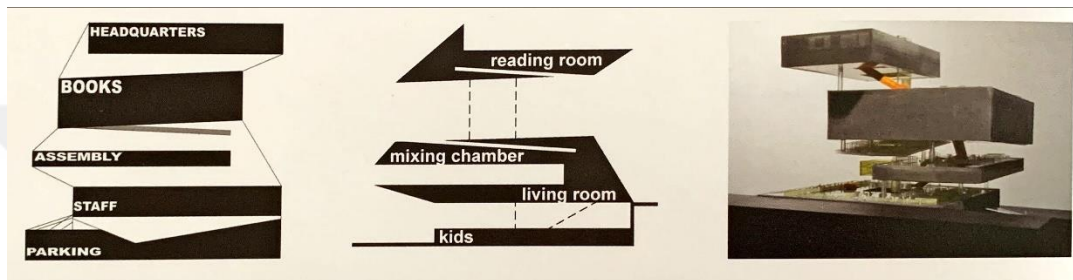 HEADQUARTERS
BOOKS
ASSEMBLY
STAFF
PARKING
reading room
mixing chamber
living room
kids